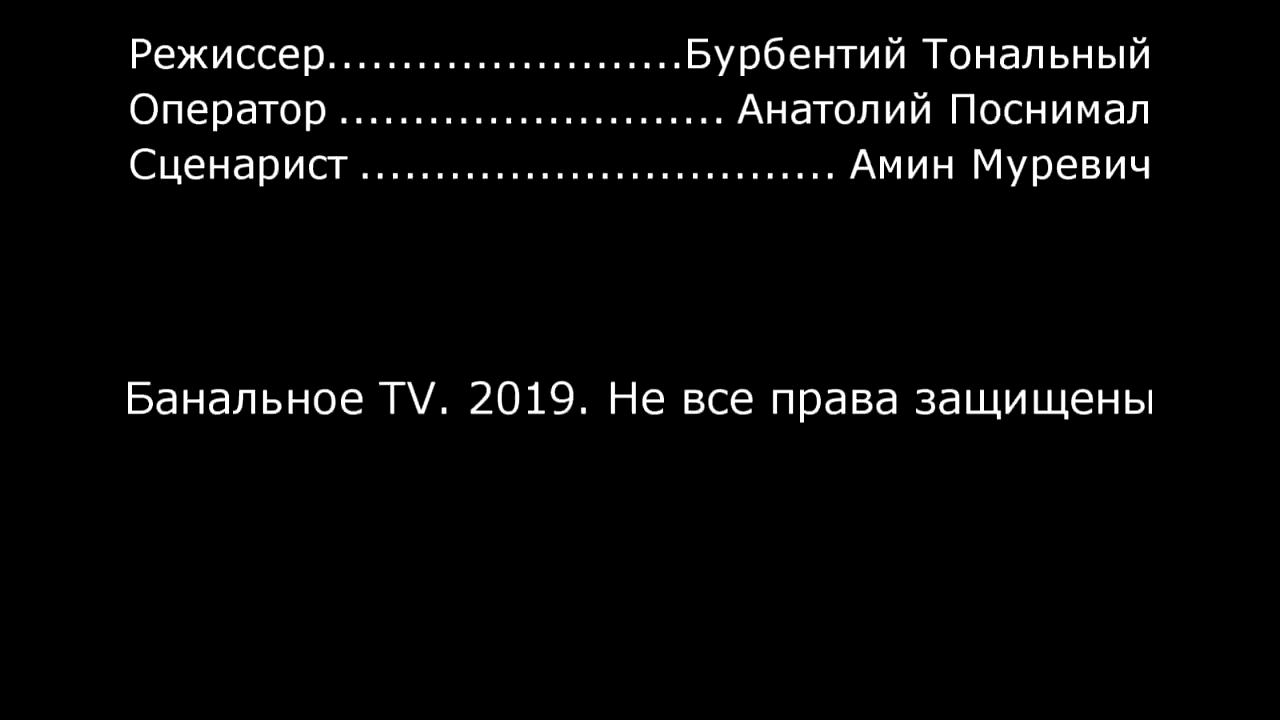 Режиссер........................Бурбентий Тональный
Оператор .......................... Анатолий Поснимал
Сценарист ................................ Амин Муревич
Банальное TV. 2019. Не все права защищены